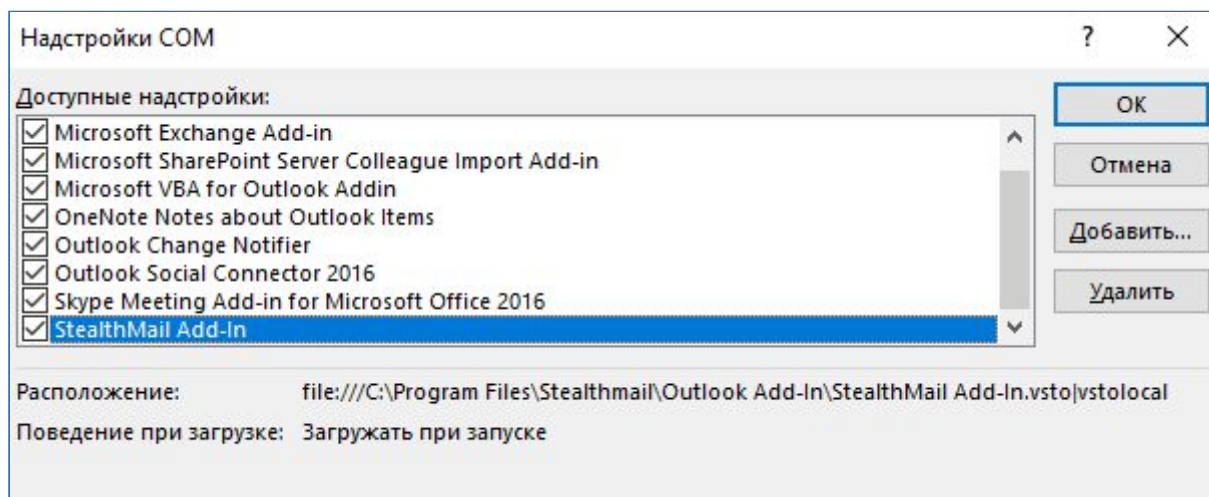 Надстройки COM
?
Доступные надстройки:
Microsoft Exchange Add-in
Microsoft SharePoint Server Colleague Import Add-in
Microsoft VBA for Outlook Addin
OneNote Notes about Outlook Items
Outlook Change Notifier
Outlook Social Connector 2016
Skype Meeting Add-in for Microsoft Office 2016
StealthMail Add-In
ОК
Отмена
Добавить...
Удалить
Расположение: file:///C:\Program Files\Stealthmail\Outlook Add-In\StealthMail Add-In.vsto|vstolocal
Поведение при загрузке: Загружать при запуске